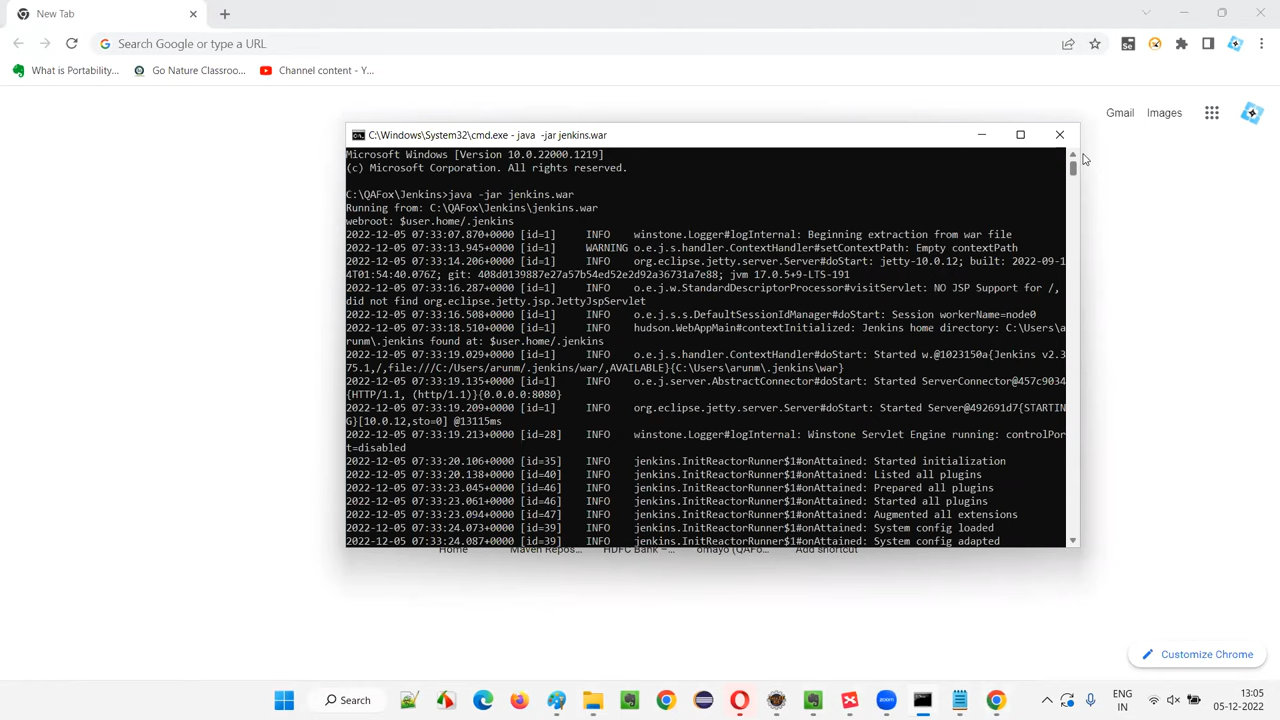 New Tab
Search Google or type a URL
What is Portability...
Go Nature Classroo...
Channel content - Y...
Gmail
Images
C:\Windows\System32\cmd.exe - java -jar jenkins.war
Microsoft Windows [Version 10.0.22000.1219]
(c) Microsoft Corporation. All rights reserved.
C:\QAFox\Jenkins>java -jar jenkins.war
Running from: C:\QAFox\Jenkins\jenkins.war
webroot: $user.home/.jenkins
2022-12-05 07:33:07.870+0000 [id=1] INFO winstone.Logger#logInternal: Beginning extraction from war file
2022-12-05 07:33:13.945+0000 [id=1] WARNING o.e.j.s.handler.ContextHandler#setContextPath: Empty contextPath
2022-12-05 07:33:14.206+0000 [id=1] INFO org.eclipse.jetty.server.Server#doStart: jetty-10.0.12; built: 2022-09-1
4T01:54:40.076Z; git: 408d0139887e27a57b54ed52e2d92a36731a7e88; jvm 17.0.5+9-LTS-191
2022-12-05 07:33:16.287+0000 [id=1] INFO o.e.j.w.StandardDescriptorProcessor#visitServlet: NO JSP Support for /,
did not find org.eclipse.jetty.jsp.JettyJspServlet
2022-12-05 07:33:16.508+0000 [id=1] INFO o.e.j.s.s.DefaultSessionIdManager#doStart: Session workerName=node0
2022-12-05 07:33:18.510+0000 [id=1] INFO hudson.WebAppMain#contextInitialized: Jenkins home directory: C:\Users\a
runm\.jenkins found at: $user.home/.jenkins
2022-12-05 07:33:19.029+0000 [id=1] INFO o.e.j.s.handler.ContextHandler#doStart: Started w.@1023150a{Jenkins v2.3
75.1,/,file:///C:/Users/arunm/.jenkins/war/,AVAILABLE}{C:\Users\arunm\.jenkins\war}
2022-12-05 07:33:19.135+0000 [id=1] INFO o.e.j.server.AbstractConnector#doStart: Started ServerConnector@457c9034
{HTTP/1.1, (http/1.1)}{0.0.0.0:8080}
2022-12-05 07:33:19.209+0000 [id=1] INFO org.eclipse.jetty.server.Server#doStart: Started Server@492691d7{STARTIN
G}[10.0.12,sto=0] @13115ms
2022-12-05 07:33:19.213+0000 [id=28] INFO winstone.Logger#logInternal: Winstone Servlet Engine running: controlPor
t=disabled
2022-12-05 07:33:20.106+0000 [id=35] INFO jenkins.InitReactorRunner$1#onAttained: Started initialization
2022-12-05 07:33:20.138+0000 [id=40] INFO jenkins.InitReactorRunner$1#onAttained: Listed all plugins
2022-12-05 07:33:23.045+0000 [id=46] INFO jenkins.InitReactorRunner$1#onAttained: Prepared all plugins
2022-12-05 07:33:23.061+0000 [id=46] INFO jenkins.InitReactorRunner$1#onAttained: Started all plugins
2022-12-05 07:33:23.094+0000 [id=47] INFO jenkins.InitReactorRunner$1#onAttained: Augmented all extensions
2022-12-05 07:33:24.073+0000 [id=39] INFO jenkins.InitReactorRunner$1#onAttained: System config loaded
2022-12-05 07:33:24.087+0000 [id=39] INFO jenkins.InitReactorRunner$1#onAttained: System config adapted
Home
Maven Repos...
HDFC Bank –...
omayo (QAFo...
Add shortcut
Customize Chrome
Search
zoom
ENG
IN
13:05
05-12-2022